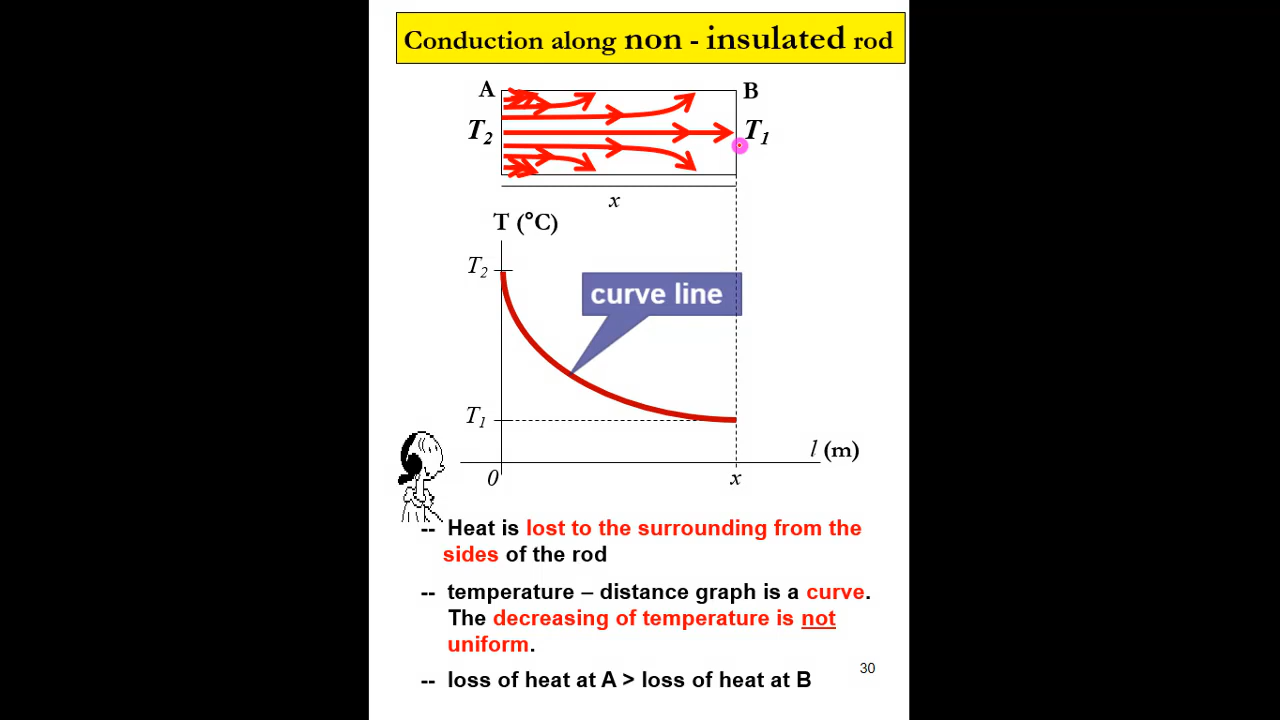 Conduction along non - insulated rod
A B
T₂ T₁
x
T (°C)
T₂
curve line
T₁
l (m)
0 x
-- Heat is lost to the surrounding from the
sides of the rod
-- temperature – distance graph is a curve.
The decreasing of temperature is not
uniform.
30
-- loss of heat at A > loss of heat at B